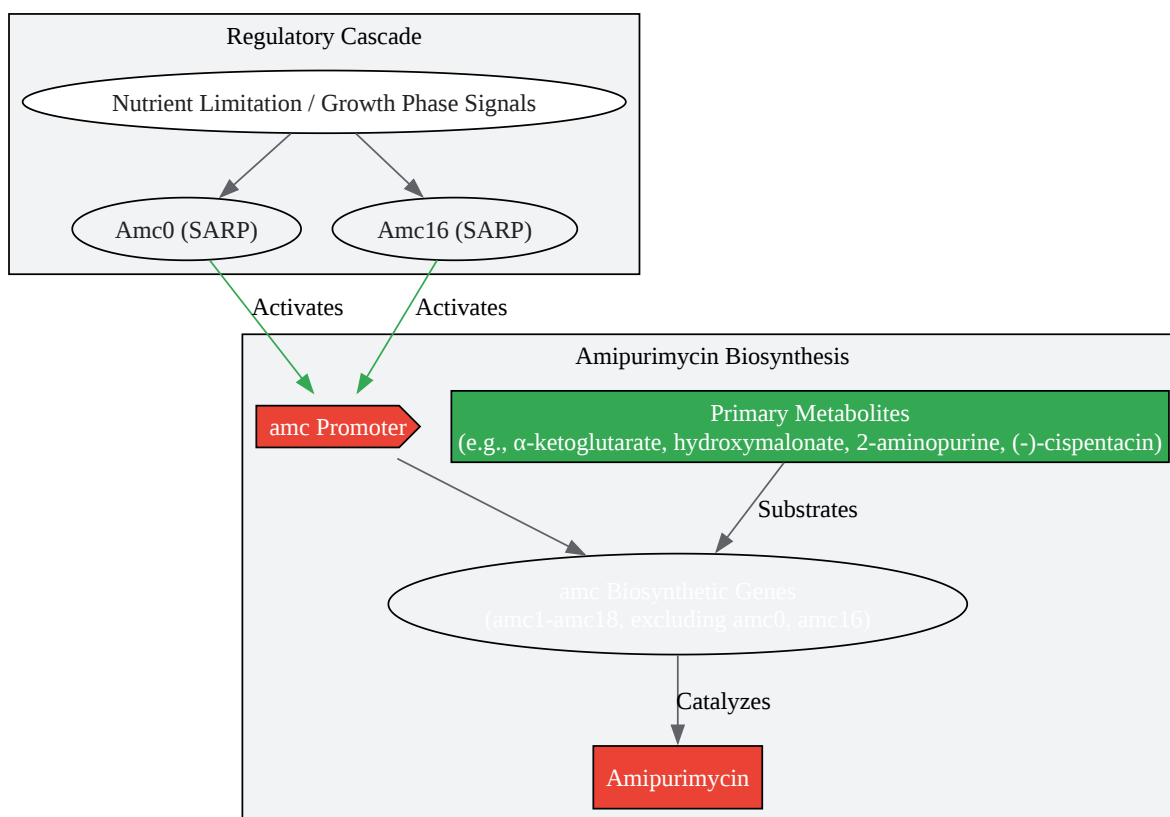 Regulatory Cascade
Nutrient Limitation / Growth Phase Signals
Amc0 (SARP)
Amc16 (SARP)
Activates
Activates
Amipurimycin Biosynthesis
amc Promoter
Primary Metabolites
(e.g., α-ketoglutarate, hydroxymalonate, 2-aminopurine, (-)-cispentacin)
Substrates
amc Biosynthetic Genes
(amc1-amc18, excluding amc0, amc16)
Catalyzes
Amipurimycin